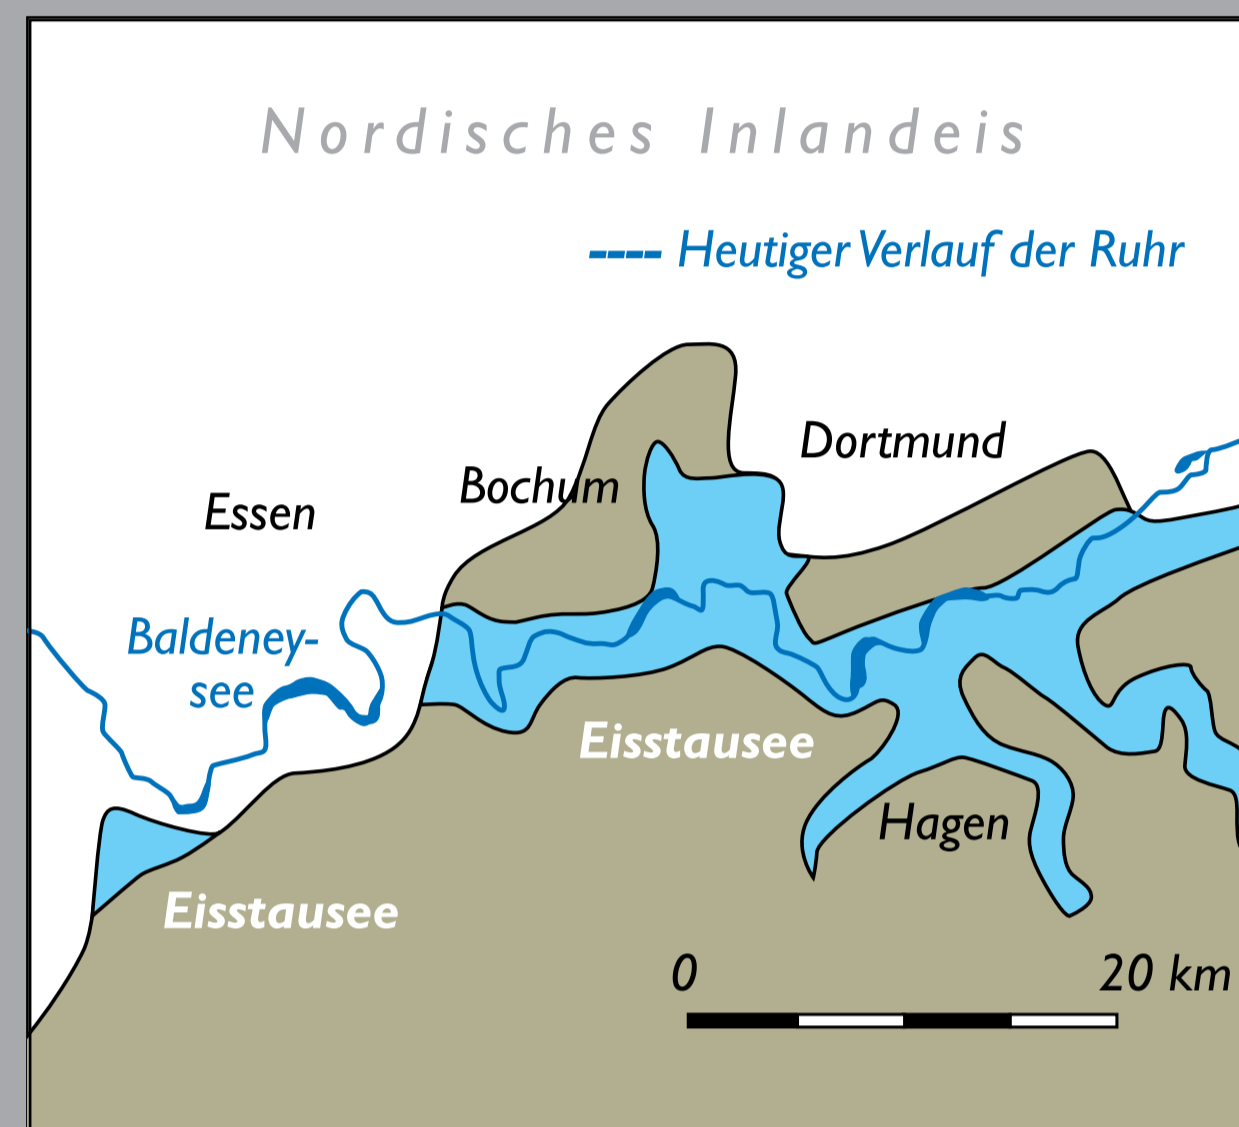 Nordisches Inlandeis
---- Heutiger Verlauf der Ruhr
Dortmund
Bochum
Essen
Baldeney-
see
Eisstausee
Hagen
Eisstausee
0 20 km